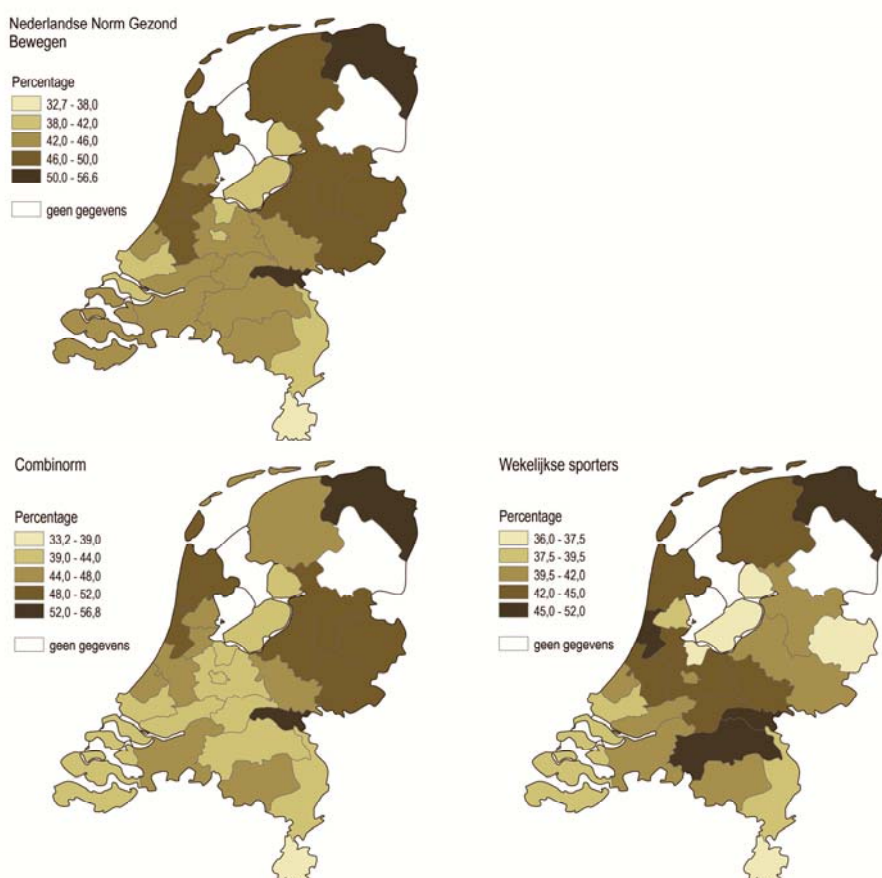 Nederlandse Norm Gezond
Bewegen
Percentage
32,7 - 38,0
38,0 - 42,0
42,0 - 46,0
46,0 - 50,0
50,0 - 56,6
geen gegevens
Combinorm
Percentage
33,2 - 39,0
39,0 - 44,0
44,0 - 48,0
48,0 - 52,0
52,0 - 56,8
geen gegevens
Wekelijkse sporters
Percentage
36,0 - 37,5
37,5 - 39,5
39,5 - 42,0
42,0 - 45,0
45,0 - 52,0
geen gegevens